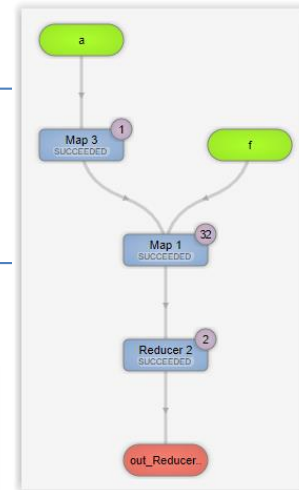 a
Map 3
SUCCEEDED
1
f
Map 1
SUCCEEDED
32
Reducer 2
SUCCEEDED
2
out_Reducer..